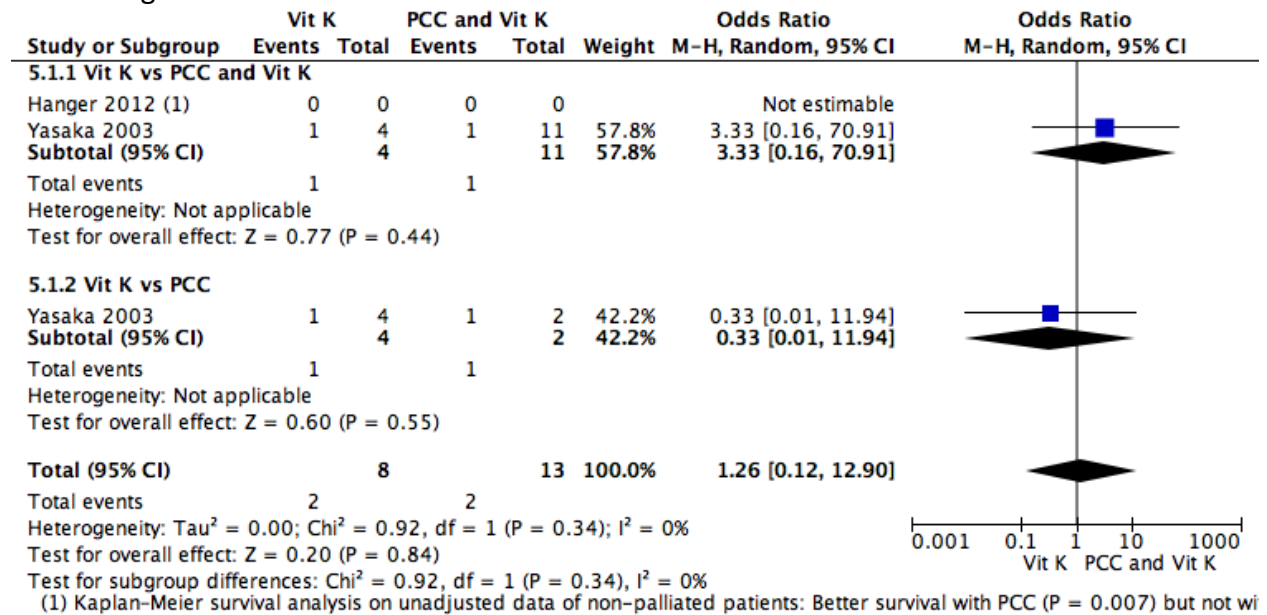 Vit K PCC and Vit K Odds Ratio Odds Ratio
Study or Subgroup Events Total Events Total Weight M-H, Random, 95% CI M-H, Random, 95% CI
5.1.1 Vit K vs PCC and Vit K
Hanger 2012 (1) 0 0 0 0 Not estimable
Yasaka 2003 1 4 1 11 57.8% 3.33 [0.16, 70.91]
Subtotal (95% CI) 4 11 57.8% 3.33 [0.16, 70.91]
Total events 1 1
Heterogeneity: Not applicable
Test for overall effect: Z = 0.77 (P = 0.44)
5.1.2 Vit K vs PCC
Yasaka 2003 1 4 1 2 42.2% 0.33 [0.01, 11.94]
Subtotal (95% CI) 4 2 42.2% 0.33 [0.01, 11.94]
Total events 1 1
Heterogeneity: Not applicable
Test for overall effect: Z = 0.60 (P = 0.55)
Total (95% CI) 8 13 100.0% 1.26 [0.12, 12.90]
Total events 2 2
Heterogeneity: Tau² = 0.00; Chi² = 0.92, df = 1 (P = 0.34); I² = 0%
Test for overall effect: Z = 0.20 (P = 0.84)
Test for subgroup differences: Chi² = 0.92, df = 1 (P = 0.34), I² = 0%
0.001 0.1 1 10 1000
Vit K PCC and Vit K
(1) Kaplan-Meier survival analysis on unadjusted data of non-palliated patients: Better survival with PCC (P = 0.007) but not wi